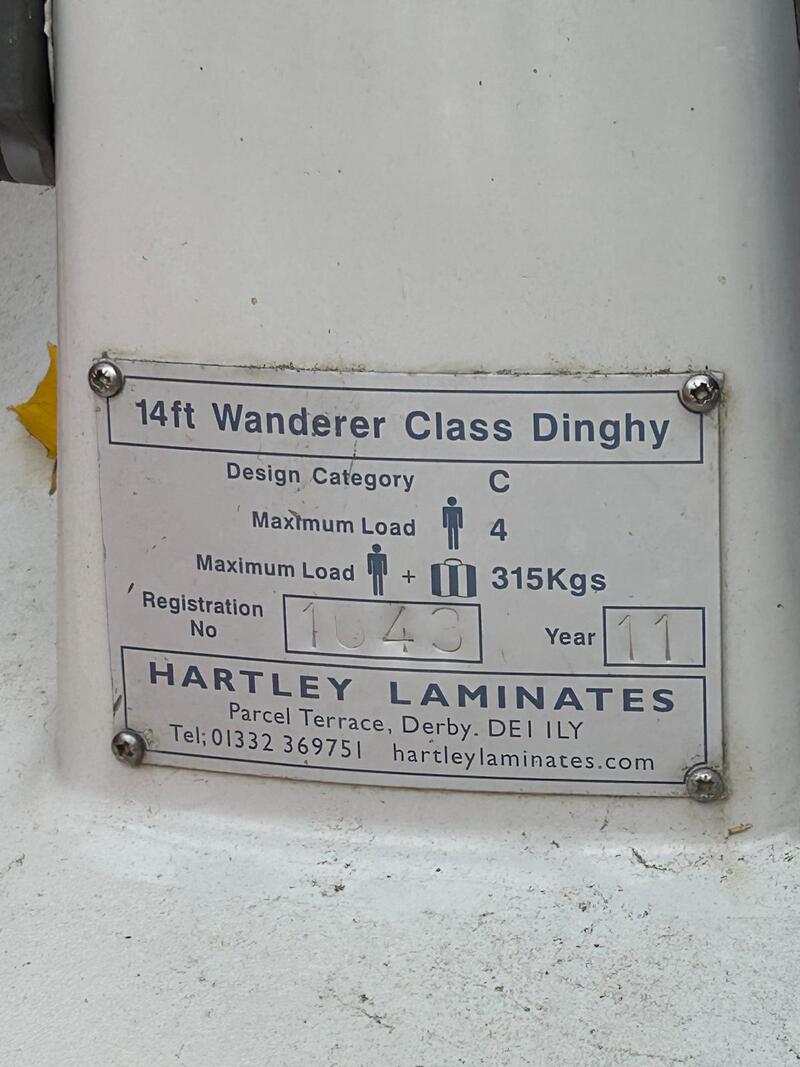 14ft Wanderer Class Dinghy
Design Category C
Maximum Load 4
Maximum Load + 315Kgs
Registration No 1043
Year 11
HARTLEY LAMINATES
Parcel Terrace, Derby. DE1 1LY
Tel; 01332 369751 hartleylaminates.com